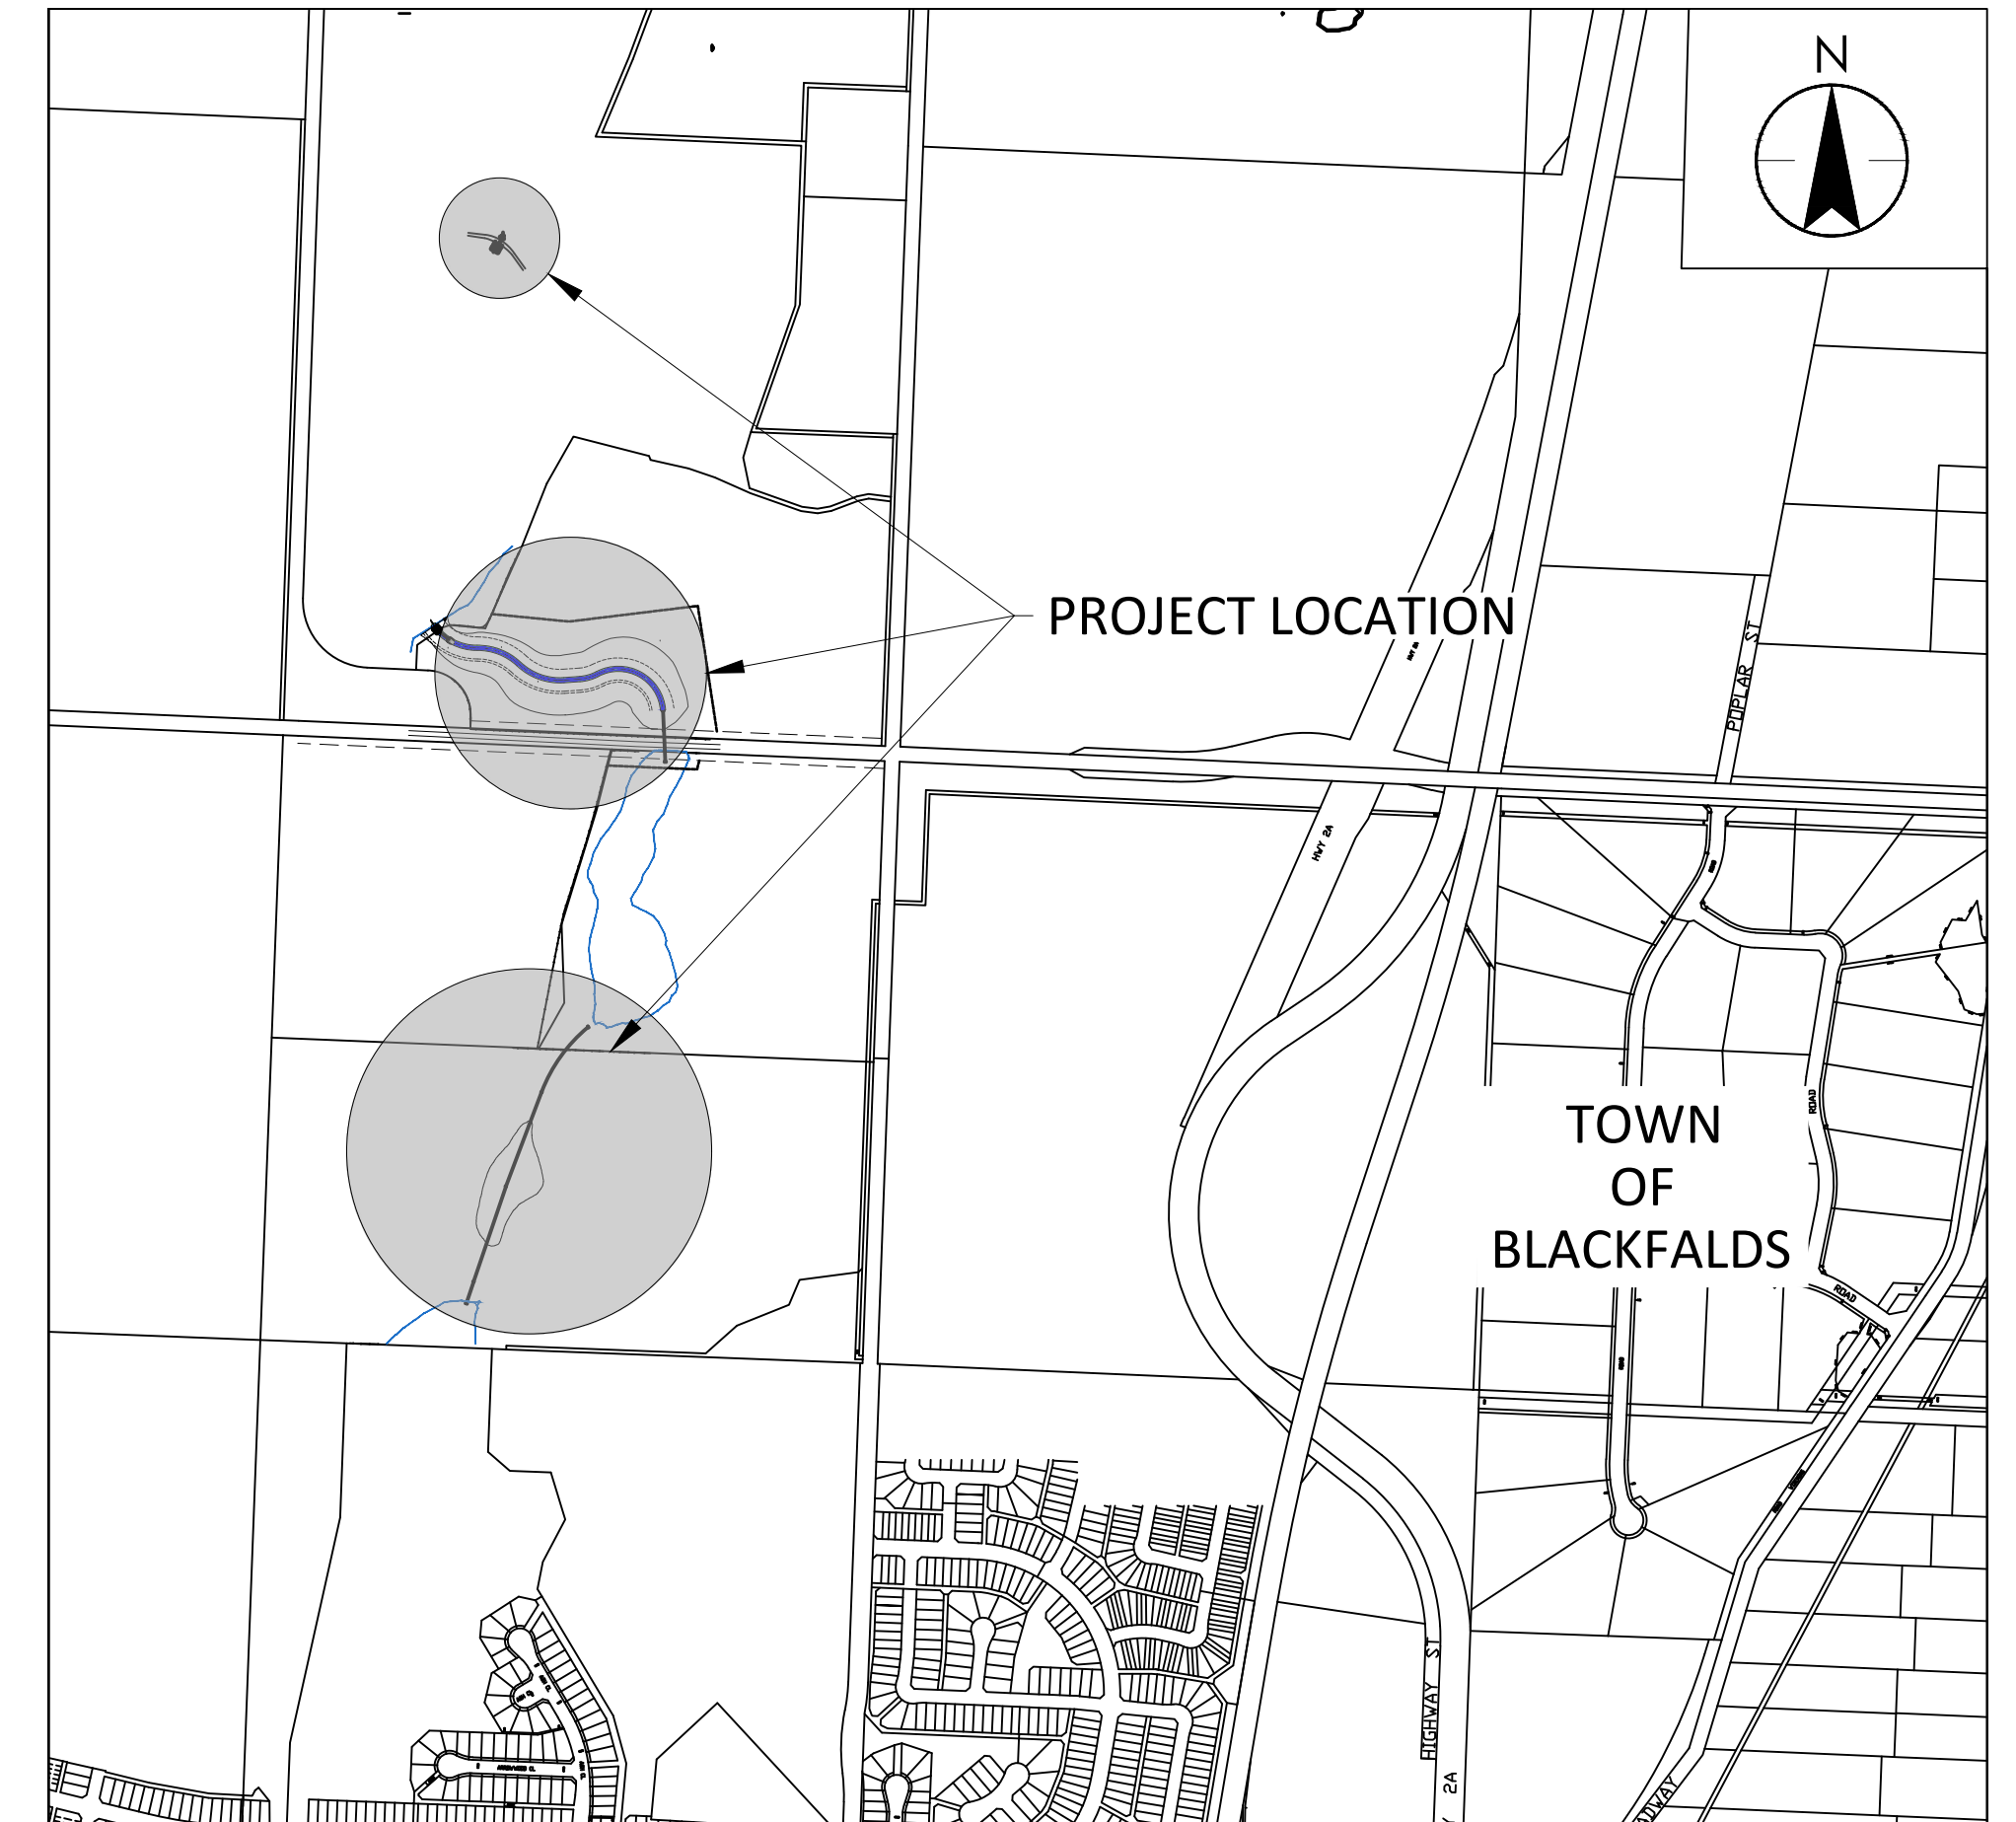 N
PROJECT LOCATION
POPLAR ST
HWY 2A
ROAD
TOWN
OF
BLACKFALDS
ROAD
HIGHWAY ST
2A